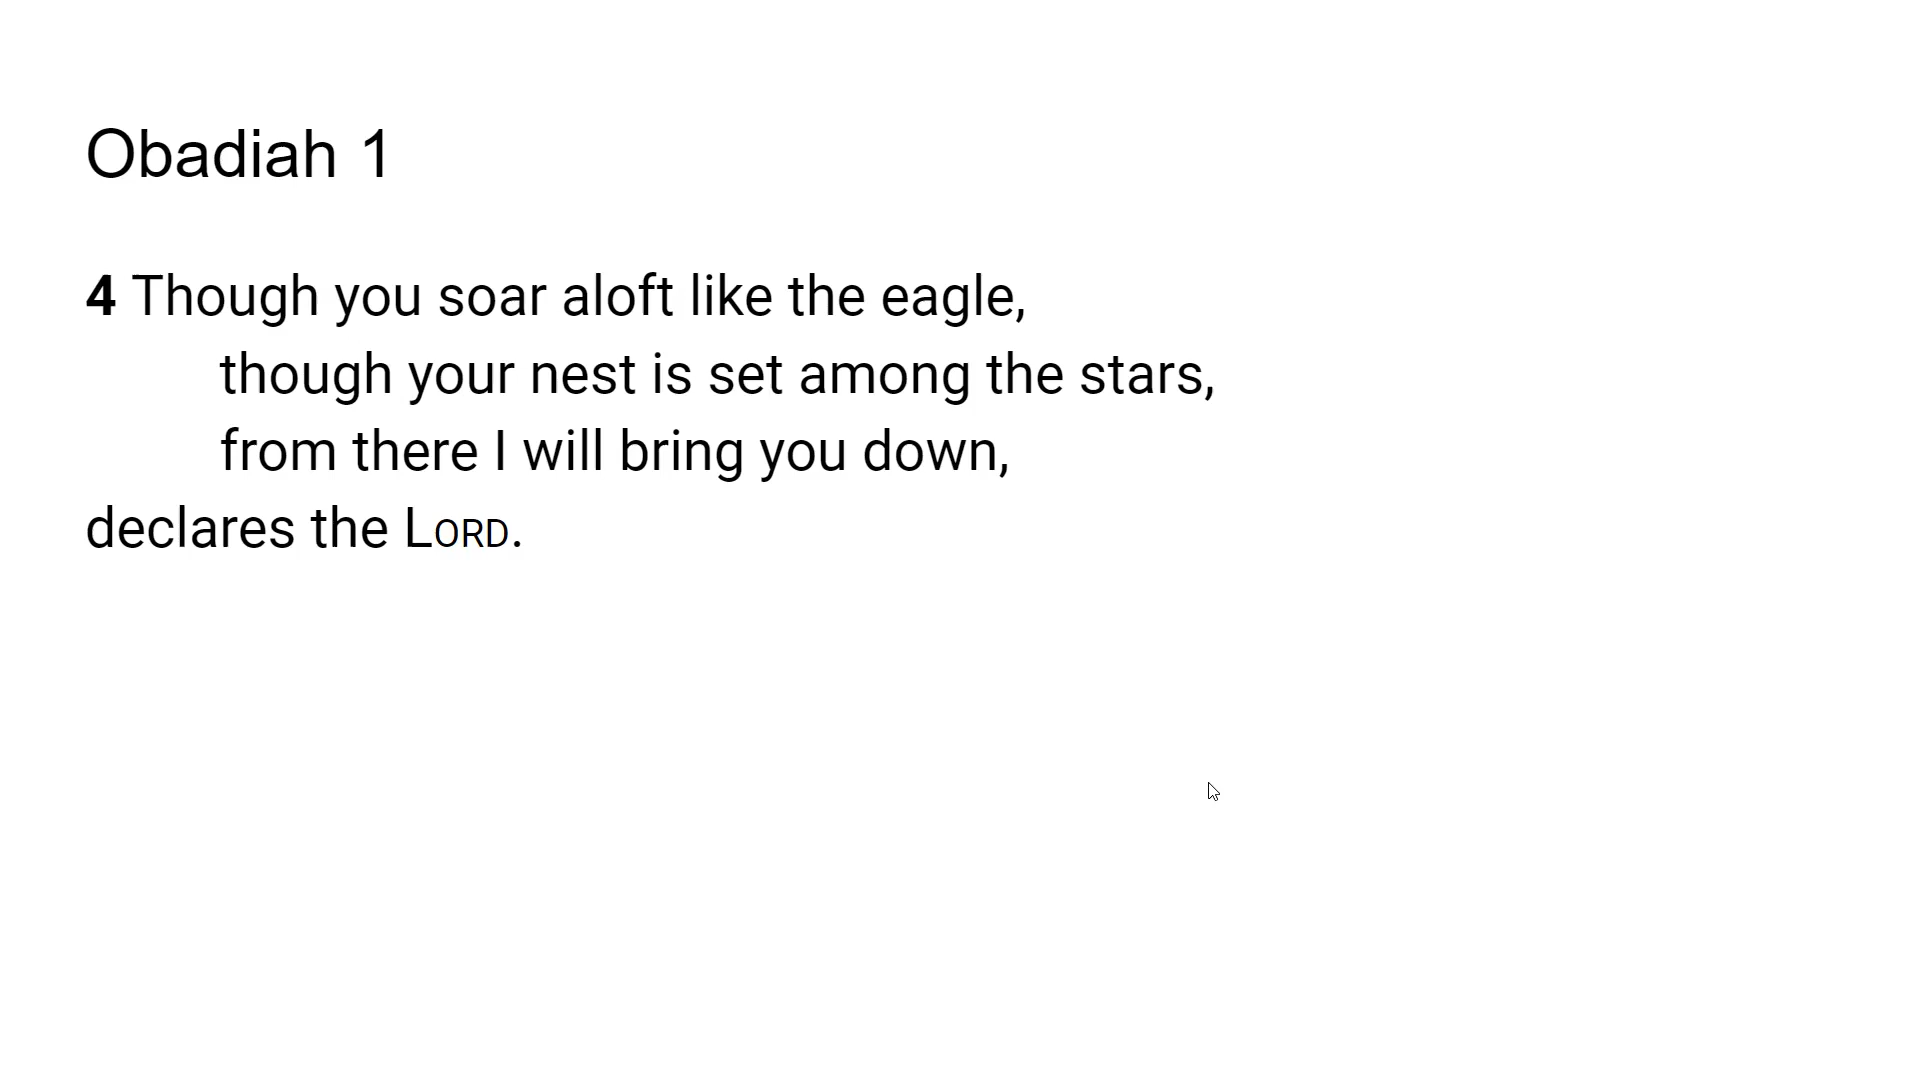 Obadiah 1
4 Though you soar aloft like the eagle,
though your nest is set among the stars,
from there I will bring you down,
declares the LORD.